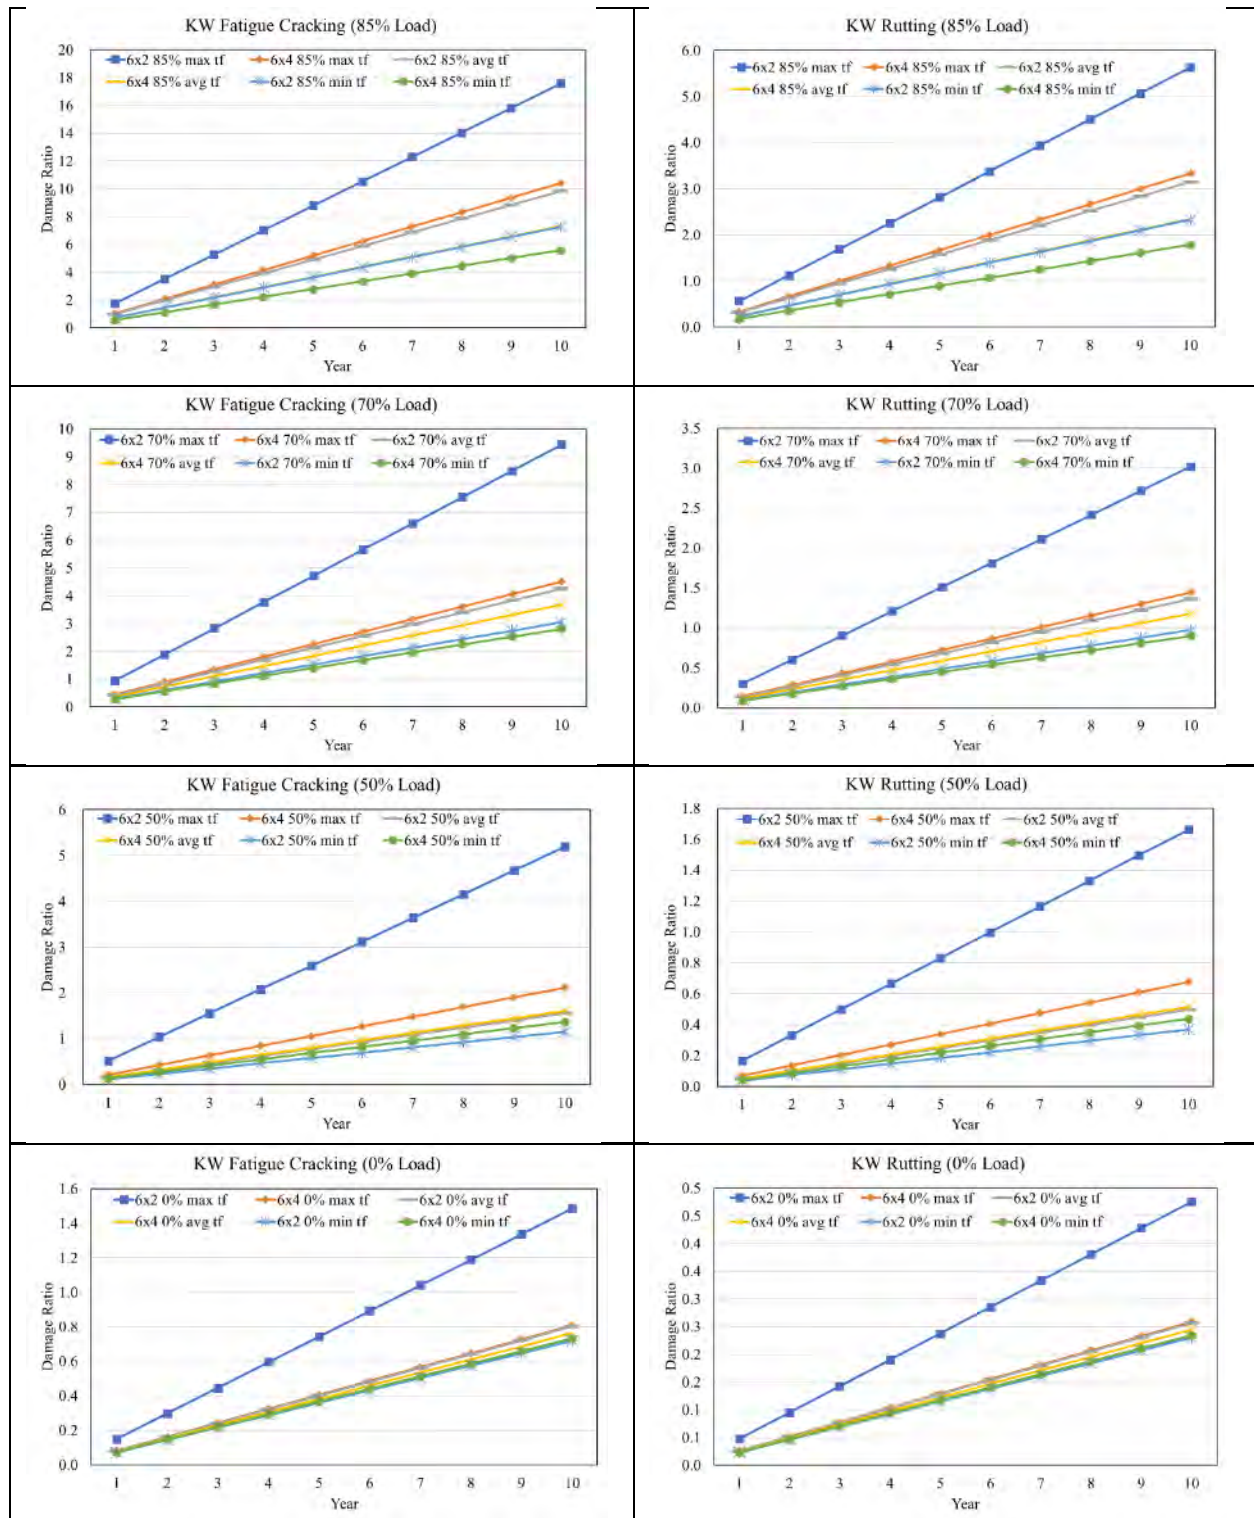 KW Fatigue Cracking (85% Load)
20
18
16
14
12
10
8
6
4
2
0
Damage Ratio
6x2 85% max tf 6x4 85% max tf 6x2 85% avg tf
6x4 85% avg tf 6x2 85% min tf 6x4 85% min tf
1 2 3 4 5 6 7 8 9 10
Year
KW Rutting (85% Load)
6.0
5.0
4.0
3.0
2.0
1.0
0.0
Damage Ratio
6x2 85% max tf 6x4 85% max tf 6x2 85% avg tf
6x4 85% avg tf 6x2 85% min tf 6x4 85% min tf
1 2 3 4 5 6 7 8 9 10
Year
KW Fatigue Cracking (70% Load)
10
9
8
7
6
5
4
3
2
1
0
Damage Ratio
6x2 70% max tf 6x4 70% max tf 6x2 70% avg tf
6x4 70% avg tf 6x2 70% min tf 6x4 70% min tf
1 2 3 4 5 6 7 8 9 10
Year
KW Rutting (70% Load)
3.5
3.0
2.5
2.0
1.5
1.0
0.5
0.0
Damage Ratio
6x2 70% max tf 6x4 70% max tf 6x2 70% avg tf
6x4 70% avg tf 6x2 70% min tf 6x4 70% min tf
1 2 3 4 5 6 7 8 9 10
Year
KW Fatigue Cracking (50% Load)
6
5
4
3
2
1
0
Damage Ratio
6x2 50% max tf 6x4 50% max tf 6x2 50% avg tf
6x4 50% avg tf 6x2 50% min tf 6x4 50% min tf
1 2 3 4 5 6 7 8 9 10
Year
KW Rutting (50% Load)
1.8
1.6
1.4
1.2
1.0
0.8
0.6
0.4
0.2
0.0
Damage Ratio
6x2 50% max tf 6x4 50% max tf 6x2 50% avg tf
6x4 50% avg tf 6x2 50% min tf 6x4 50% min tf
1 2 3 4 5 6 7 8 9 10
Year
KW Fatigue Cracking (0% Load)
1.6
1.4
1.2
1.0
0.8
0.6
0.4
0.2
0.0
Damage Ratio
6x2 0% max tf 6x4 0% max tf 6x2 0% avg tf
6x4 0% avg tf 6x2 0% min tf 6x4 0% min tf
1 2 3 4 5 6 7 8 9 10
Year
KW Rutting (0% Load)
0.5
0.5
0.4
0.4
0.3
0.3
0.2
0.2
0.1
0.1
0.0
Damage Ratio
6x2 0% max tf 6x4 0% max tf 6x2 0% avg tf
6x4 0% avg tf 6x2 0% min tf 6x4 0% min tf
1 2 3 4 5 6 7 8 9 10
Year